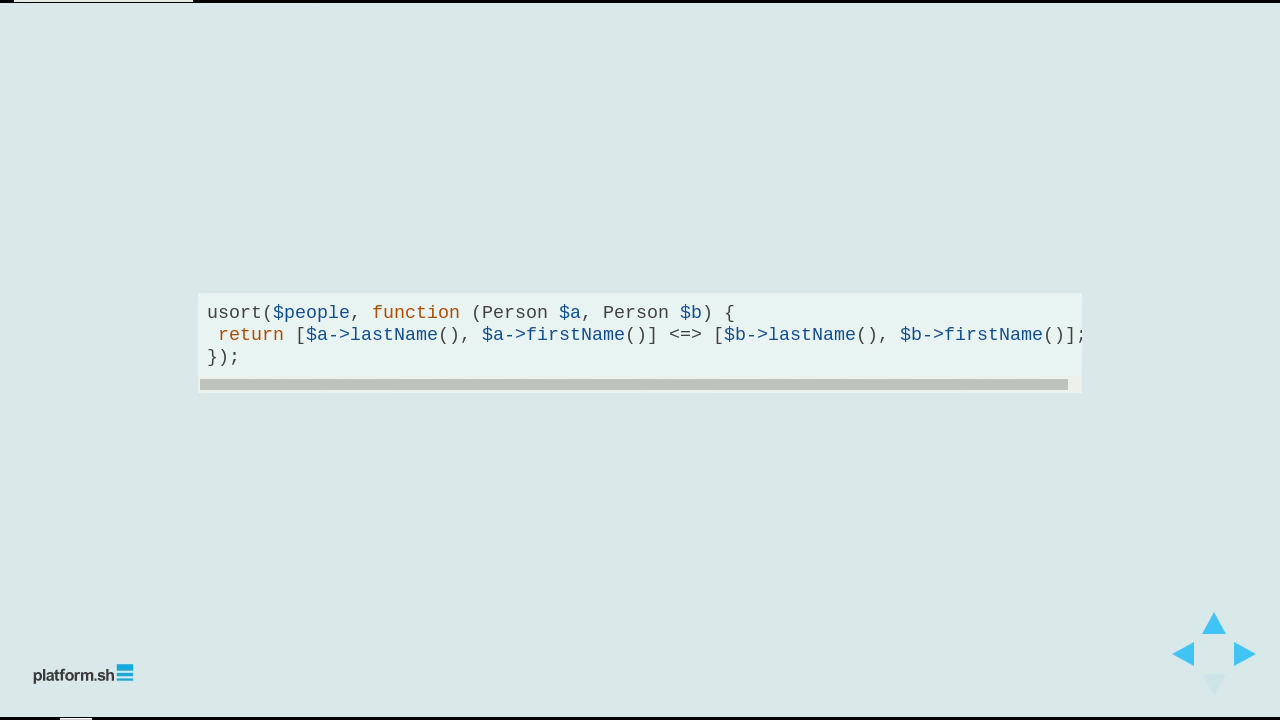 usort($people, function (Person $a, Person $b) {
 return [$a->lastName(), $a->firstName()] <=> [$b->lastName(), $b->firstName()];
});
platform.sh